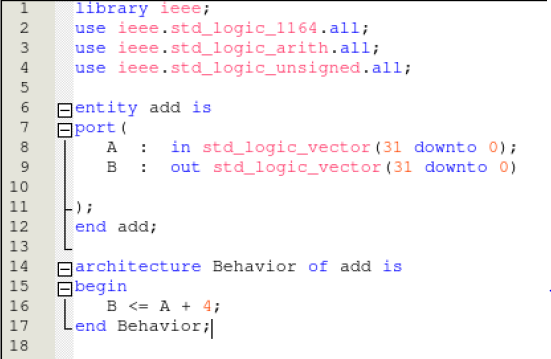 1 library ieee;
2 use ieee.std_logic_1164.all;
3 use ieee.std_logic_arith.all;
4 use ieee.std_logic_unsigned.all;
5
6 entity add is
7 port(
8 A : in std_logic_vector(31 downto 0);
9 B : out std_logic_vector(31 downto 0)
10
11 );
12 end add;
13
14 architecture Behavior of add is
15 begin
16 B <= A + 4;
17 end Behavior;
18